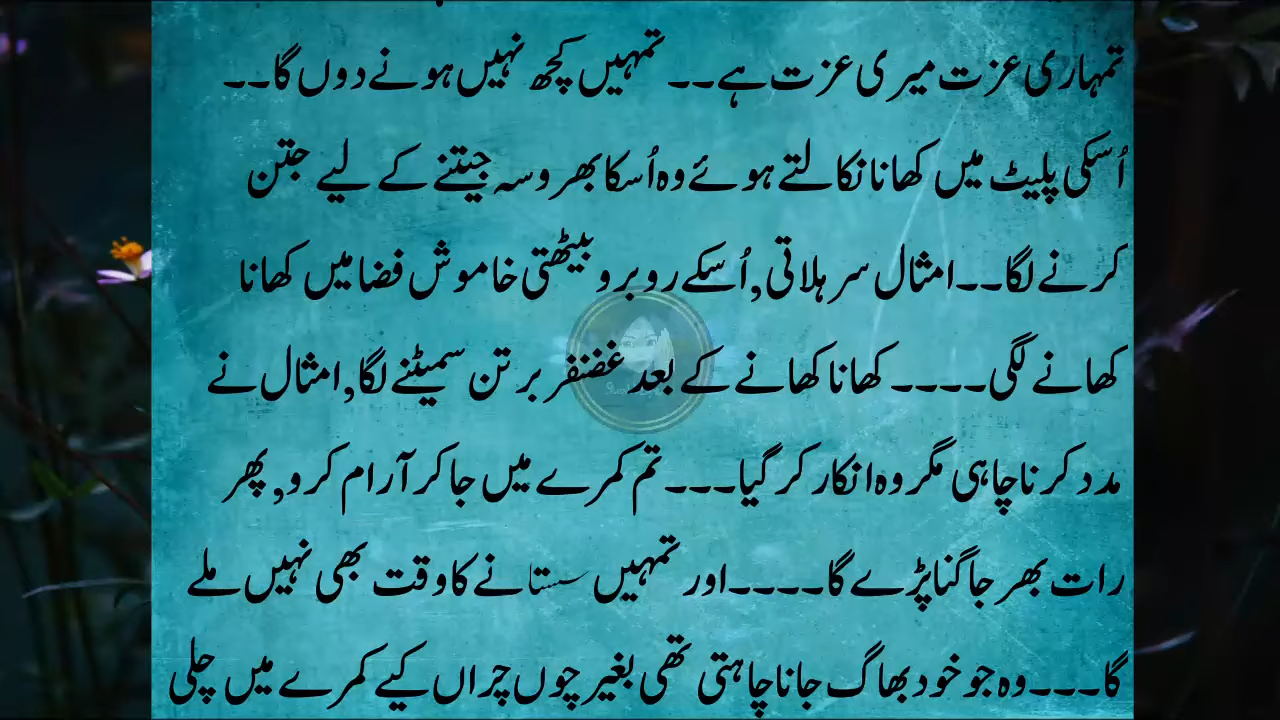 تمہاری عزت میری عزت ہے۔۔ تمہیں کچھ نہیں ہونے دوں گا۔۔
اُسکی پلیٹ میں کھانا نکالتے ہوئے وہ اُسکا بھروسہ جیتنے کے لیے جتن
کرنے لگا۔۔امثال سر ہلاتی,اُسکے روبرو بیٹھتی خاموش فضا میں کھانا
کھانے لگی۔۔۔۔ کھانا کھانے کے بعد غضنفر برتن سمیٹنے لگا,امثال نے
مدد کرنا چاہی مگر وہ انکار کر گیا۔۔۔ تم کمرے میں جا کر آرام کرو,پھر
رات بھر جاگنا پڑے گا۔۔۔۔اور تمہیں سستانے کا وقت بھی نہیں ملے
گا۔۔۔وہ جو خود بھاگ جانا چاہتی تھی بغیر چوں چراں کیے کمرے میں چلی